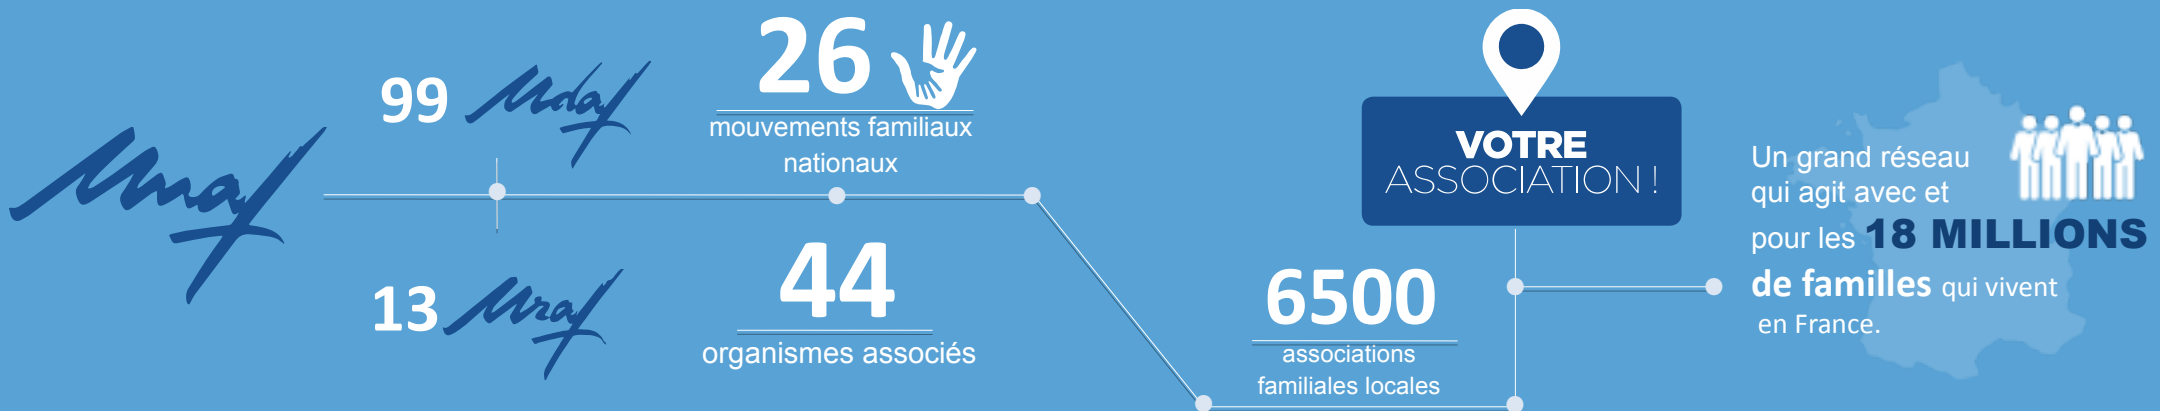 Unaf
99 Udaf
13 Uraf
26
mouvements familiaux
nationaux
44
organismes associés
6500
associations
familiales locales
VOTRE
ASSOCIATION !
Un grand réseau
qui agit avec et
pour les 18 MILLIONS
de familles qui vivent
en France.